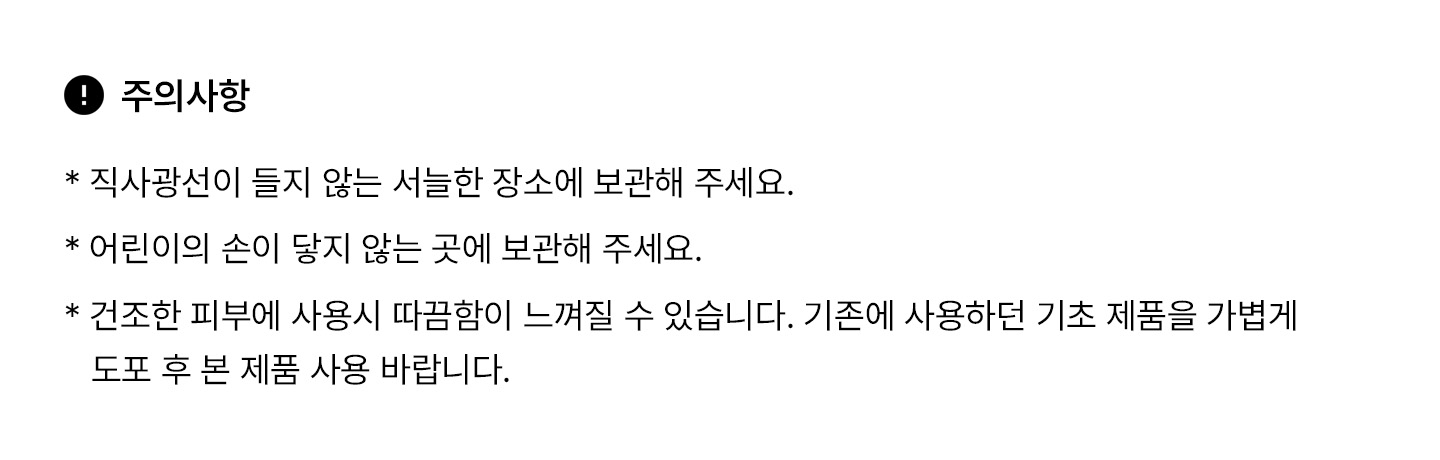 주의사항
* 직사광선이 들지 않는 서늘한 장소에 보관해 주세요.
* 어린이의 손이 닿지 않는 곳에 보관해 주세요.
* 건조한 피부에 사용시 따끔함이 느껴질 수 있습니다. 기존에 사용하던 기초 제품을 가볍게
도포 후 본 제품 사용 바랍니다.